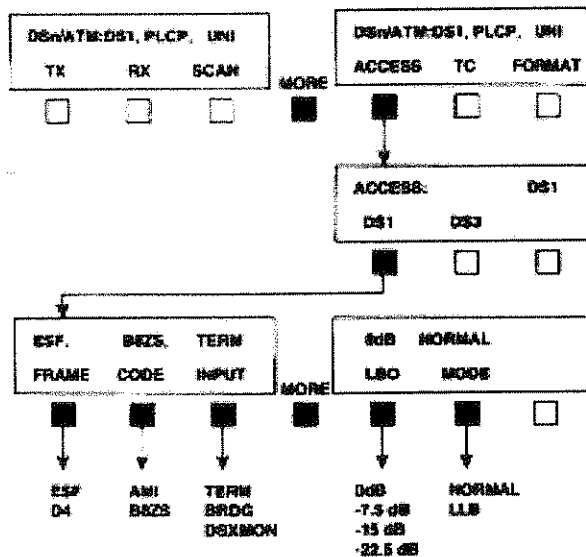 DSn/ATM:DS1, PLCP, UNI
TX RX SCAN
MORE
DSn/ATM:DS1, PLCP, UNI
ACCESS TC FORMAT
ACCESS: DS1
DS1 DS3
ESF, B8ZS, TERM
FRAME CODE INPUT
MORE
0dB NORMAL
LBO MODE
ESF
D4
AMI
B8ZS
TERM
BRDG
DSXMON
0dB
-7.5 dB
-15 dB
-22.5 dB
NORMAL
LLB